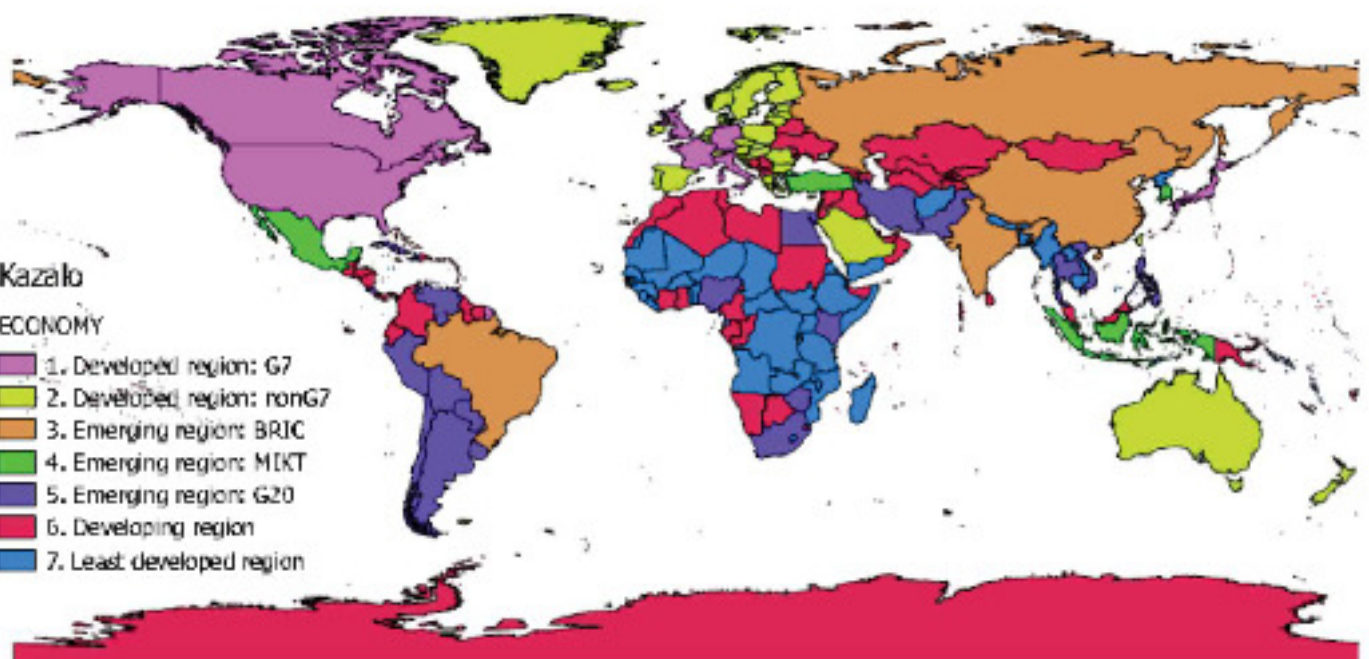 Kazalo
ECONOMY
1. Developed region: G7
2. Developed region: nonG7
3. Emerging region: BRIC
4. Emerging region: MIKT
5. Emerging region: G20
6. Developing region
7. Least developed region